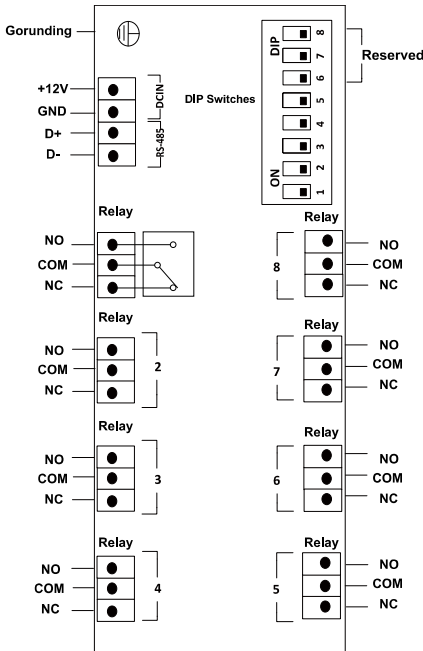 Gorunding
+12V
GND
D+
D-
DCIN
RS-485
DIP Switches
DIP
ON
8
7
6
5
4
3
2
1
Reserved
Relay
NO
COM
NC
Relay
8
NO
COM
NC
Relay
NO
COM
NC
2
Relay
7
NO
COM
NC
Relay
NO
COM
NC
3
Relay
6
NO
COM
NC
Relay
NO
COM
NC
4
Relay
5
NO
COM
NC